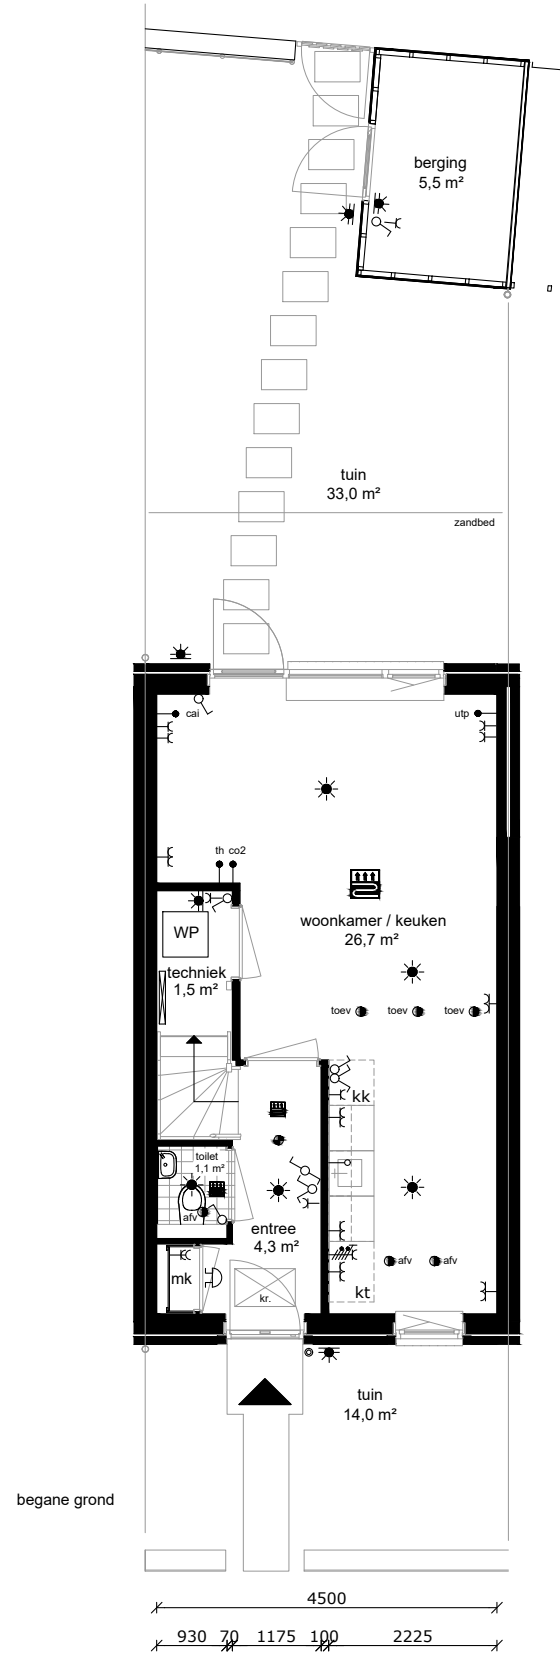 berging
5,5 m²
tuin
33,0 m²
zandbed
cai
utp
th co2
woonkamer / keuken
26,7 m²
WP
techniek
1,5 m²
toev
toev
toev
kk
toilet
1,1 m²
afv
entree
4,3 m²
afv
afv
mk
kr.
kt
tuin
14,0 m²
begane grond
4500
930 70 1175 100 2225